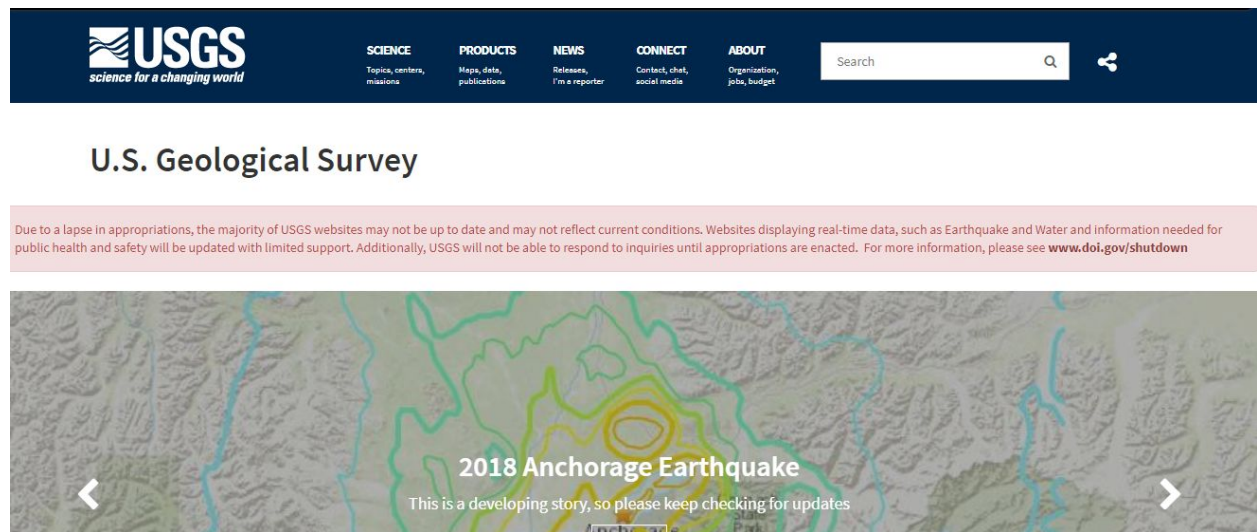 USGS
science for a changing world
SCIENCE
Topics, centers,
missions
PRODUCTS
Maps, data,
publications
NEWS
Releases,
I'm a reporter
CONNECT
Contact, chat,
social media
ABOUT
Organization,
jobs, budget
Search
U.S. Geological Survey
Due to a lapse in appropriations, the majority of USGS websites may not be up to date and may not reflect current conditions. Websites displaying real-time data, such as Earthquake and Water and information needed for
public health and safety will be updated with limited support. Additionally, USGS will not be able to respond to inquiries until appropriations are enacted. For more information, please see www.doi.gov/shutdown
2018 Anchorage Earthquake
This is a developing story, so please keep checking for updates